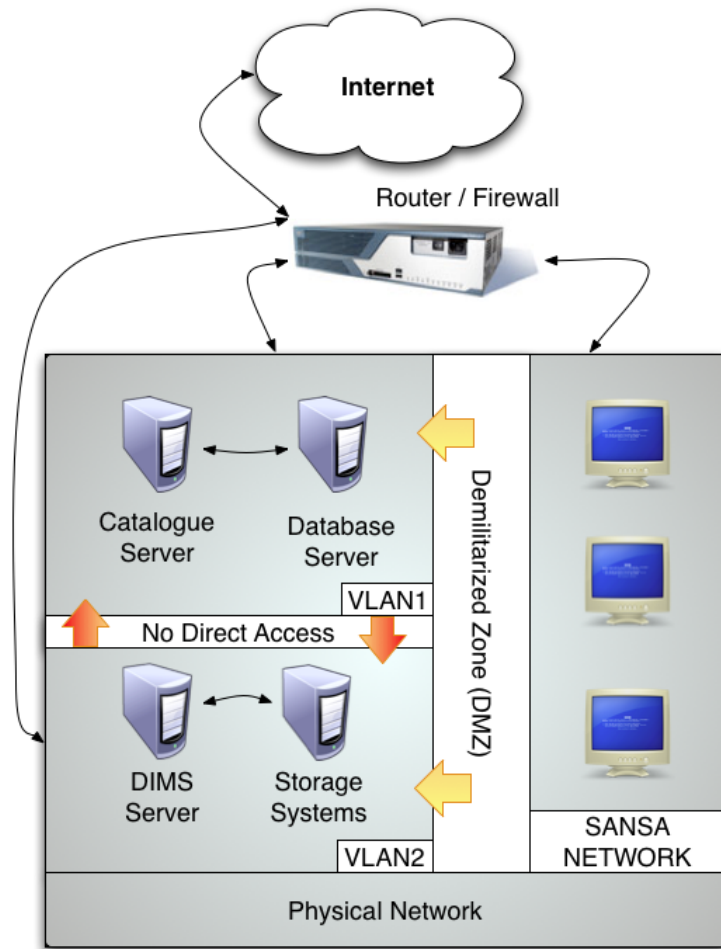 Internet
Router / Firewall
Catalogue
Server
Database
Server
VLAN1
No Direct Access
DIMS
Server
Storage
Systems
VLAN2
Demilitarized Zone (DMZ)
SANSA
NETWORK
Physical Network